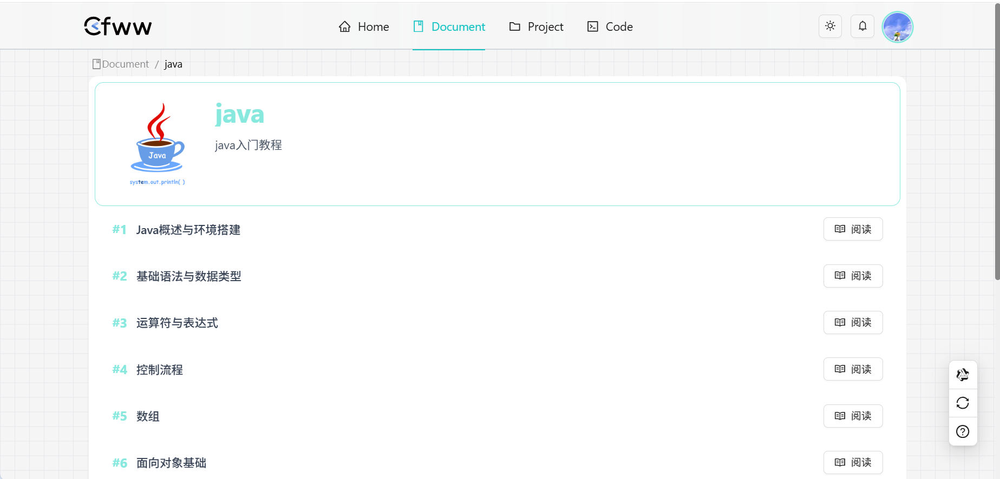 Cfww
Home
Document
Project
Code
Document / java
java
java入门教程
Java
system.out.println( )
#1 Java概述与环境搭建 阅读
#2 基础语法与数据类型 阅读
#3 运算符与表达式 阅读
#4 控制流程 阅读
#5 数组 阅读
#6 面向对象基础 阅读